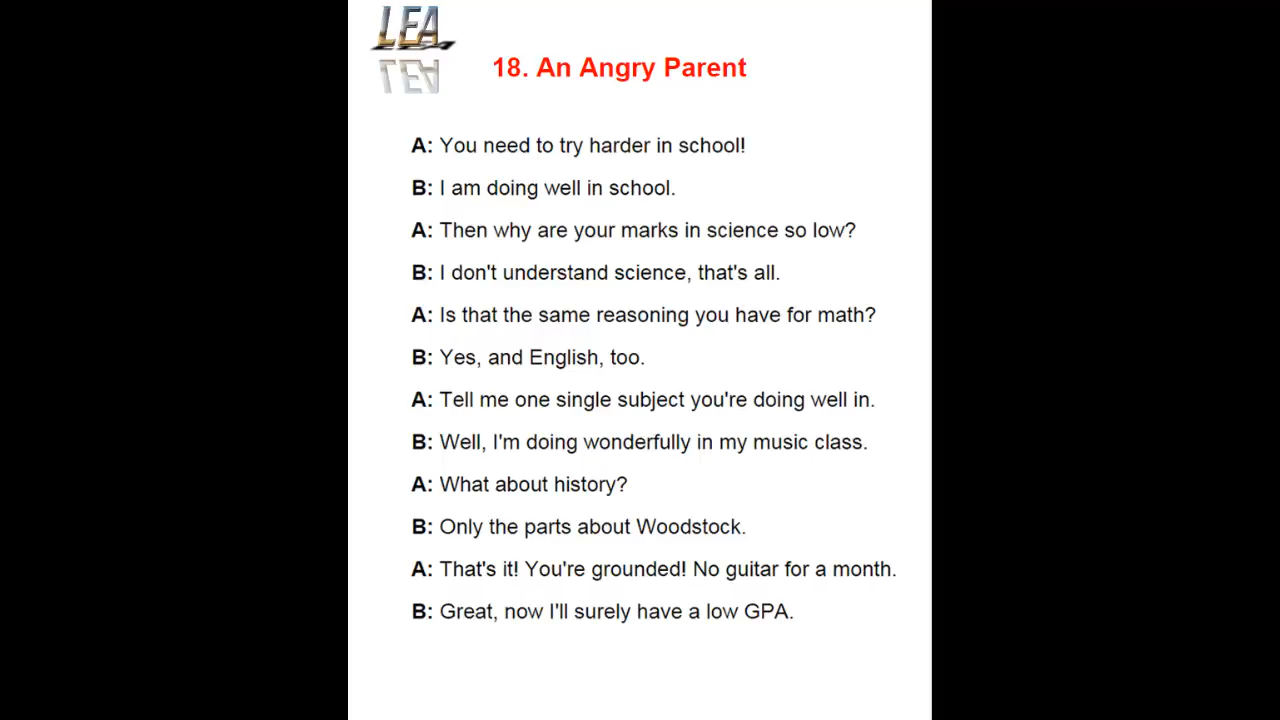 LEA
18. An Angry Parent
A: You need to try harder in school!
B: I am doing well in school.
A: Then why are your marks in science so low?
B: I don't understand science, that's all.
A: Is that the same reasoning you have for math?
B: Yes, and English, too.
A: Tell me one single subject you're doing well in.
B: Well, I'm doing wonderfully in my music class.
A: What about history?
B: Only the parts about Woodstock.
A: That's it! You're grounded! No guitar for a month.
B: Great, now I'll surely have a low GPA.